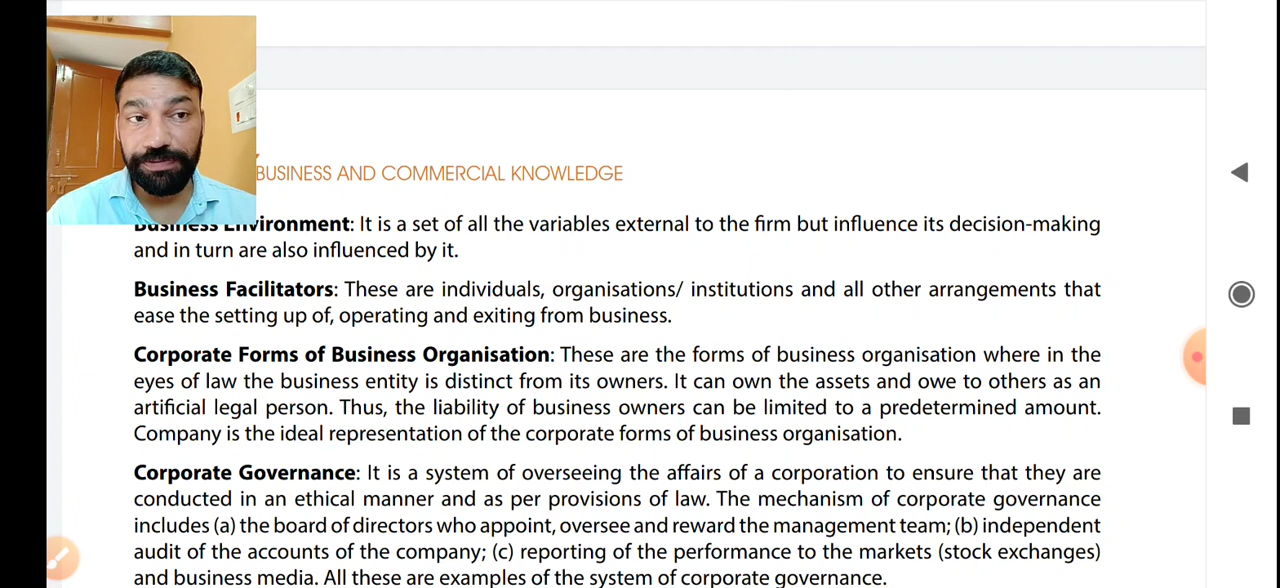 BUSINESS AND COMMERCIAL KNOWLEDGE
Business Environment: It is a set of all the variables external to the firm but influence its decision-making
and in turn are also influenced by it.
Business Facilitators: These are individuals, organisations/ institutions and all other arrangements that
ease the setting up of, operating and exiting from business.
Corporate Forms of Business Organisation: These are the forms of business organisation where in the
eyes of law the business entity is distinct from its owners. It can own the assets and owe to others as an
artificial legal person. Thus, the liability of business owners can be limited to a predetermined amount.
Company is the ideal representation of the corporate forms of business organisation.
Corporate Governance: It is a system of overseeing the affairs of a corporation to ensure that they are
conducted in an ethical manner and as per provisions of law. The mechanism of corporate governance
includes (a) the board of directors who appoint, oversee and reward the management team; (b) independent
audit of the accounts of the company; (c) reporting of the performance to the markets (stock exchanges)
and business media. All these are examples of the system of corporate governance.